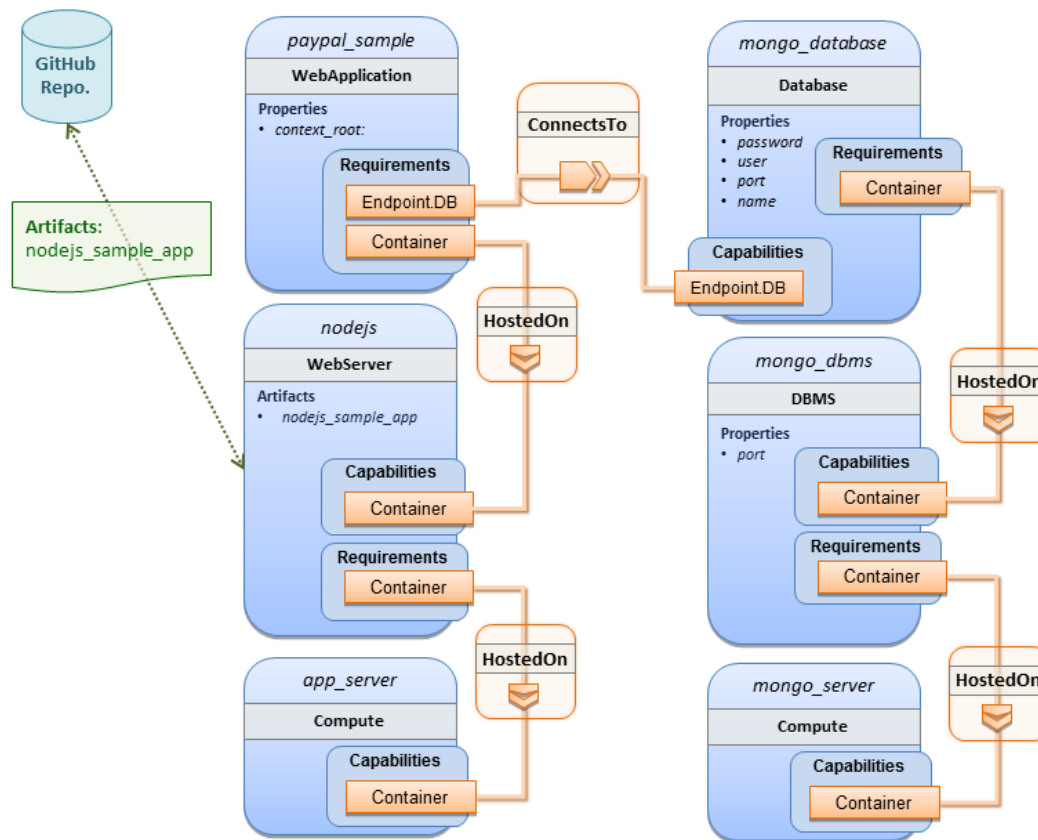 GitHub
Repo.
Artifacts:
nodejs_sample_app
paypal_sample
WebApplication
Properties
• context_root:
Requirements
Endpoint.DB
Container
ConnectsTo
mongo_database
Database
Properties
• password
• user
• port
• name
Requirements
Container
Capabilities
Endpoint.DB
HostedOn
nodejs
WebServer
Artifacts
• nodejs_sample_app
Capabilities
Container
Requirements
Container
HostedOn
mongo_dbms
DBMS
Properties
• port
Capabilities
Container
Requirements
Container
HostedOn
app_server
Compute
Capabilities
Container
HostedOn
mongo_server
Compute
Capabilities
Container